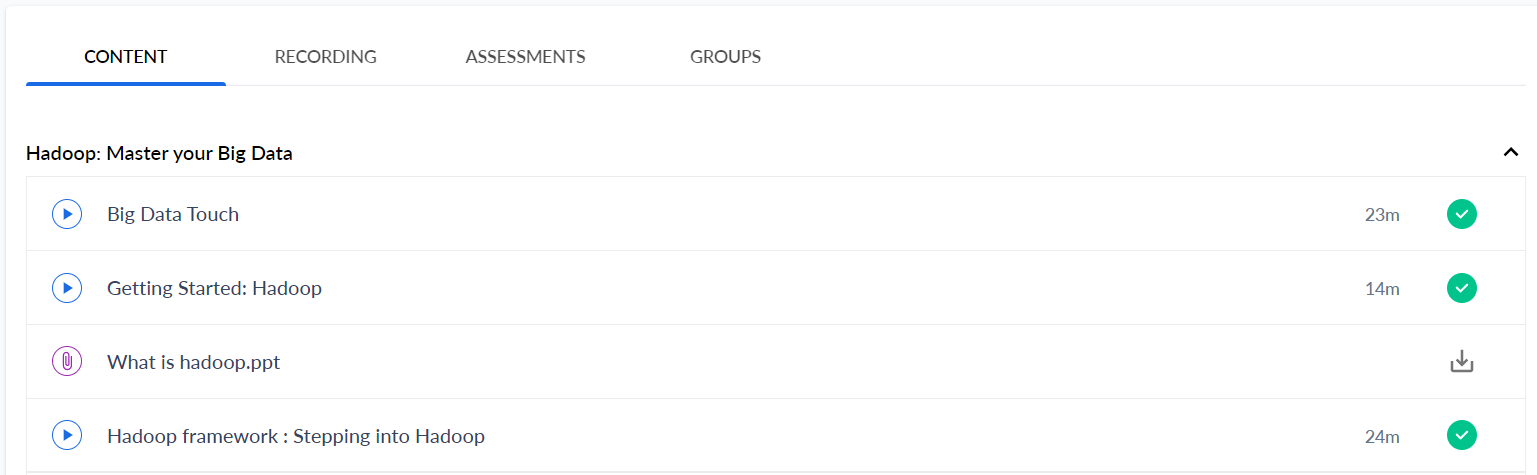 CONTENT RECORDING ASSESSMENTS GROUPS
Hadoop: Master your Big Data
Big Data Touch 23m
Getting Started: Hadoop 14m
What is hadoop.ppt
Hadoop framework : Stepping into Hadoop 24m